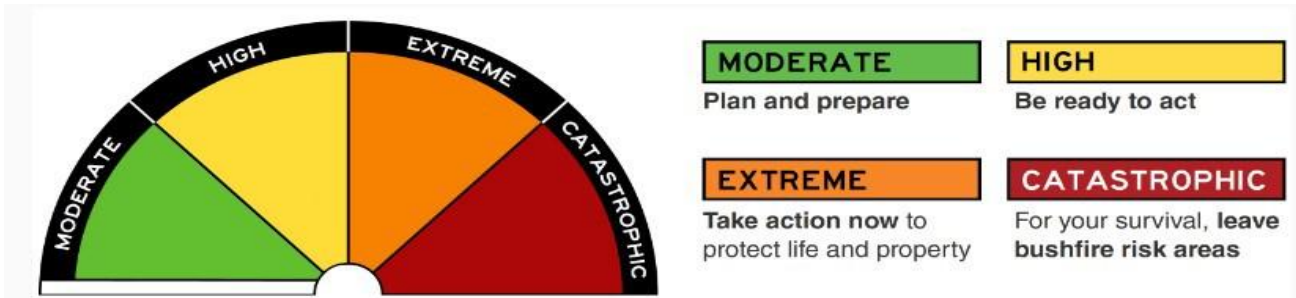 MODERATE
HIGH
EXTREME
CATASTROPHIC
MODERATE
Plan and prepare
HIGH
Be ready to act
EXTREME
Take action now to
protect life and property
CATASTROPHIC
For your survival, leave
bushfire risk areas